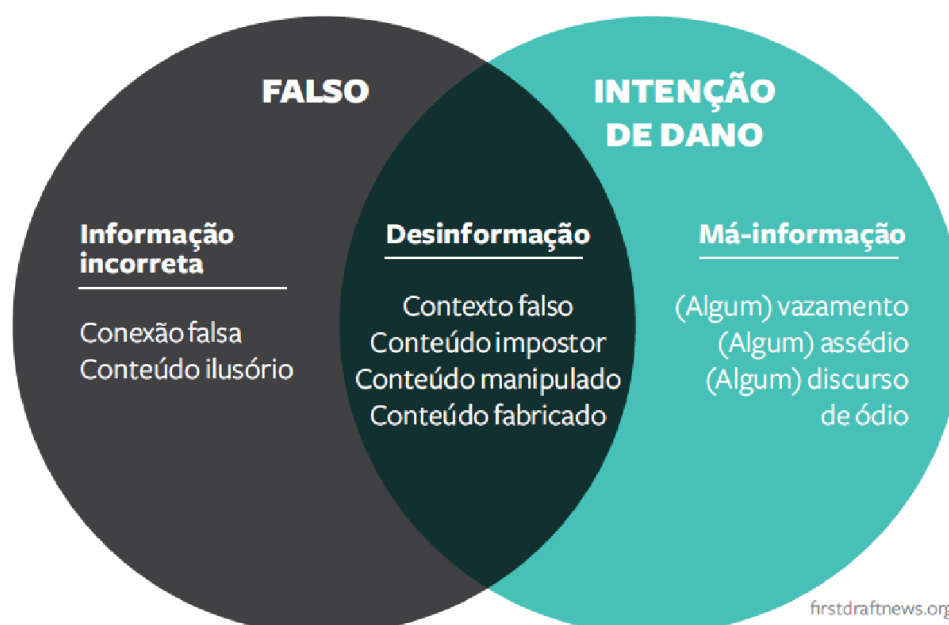 FALSO
INTENÇÃO
DE DANO
Informação
incorreta
Conexão falsa
Conteúdo ilusório
Desinformação
Contexto falso
Conteúdo impostor
Conteúdo manipulado
Conteúdo fabricado
Má-informação
(Algum) vazamento
(Algum) assédio
(Algum) discurso
de ódio
firstdraftnews.org